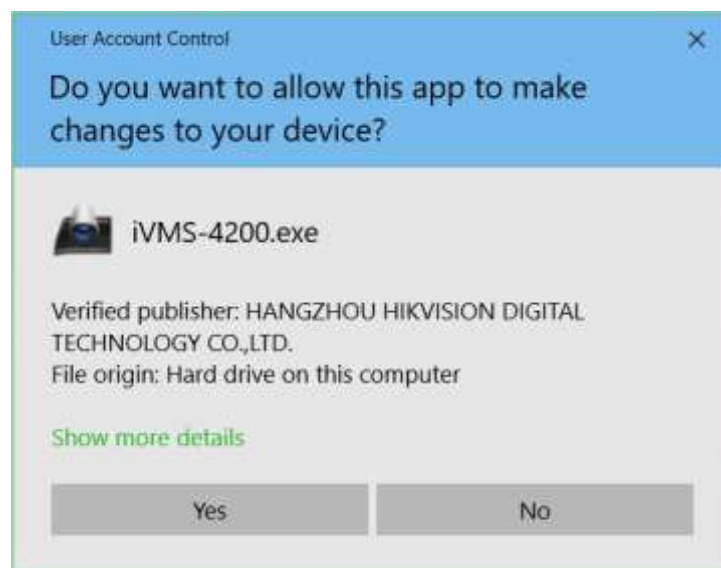 User Account Control
Do you want to allow this app to make
changes to your device?
iVMS-4200.exe
Verified publisher: HANGZHOU HIKVISION DIGITAL
TECHNOLOGY CO.,LTD.
File origin: Hard drive on this computer
Show more details
Yes
No